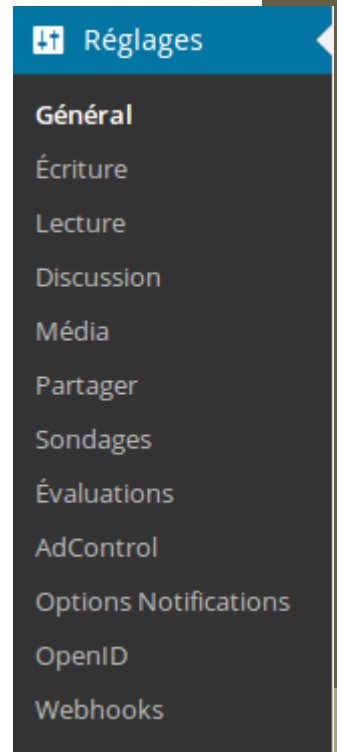 Réglages
Général
Écriture
Lecture
Discussion
Média
Partager
Sondages
Évaluations
AdControl
Options Notifications
OpenID
Webhooks